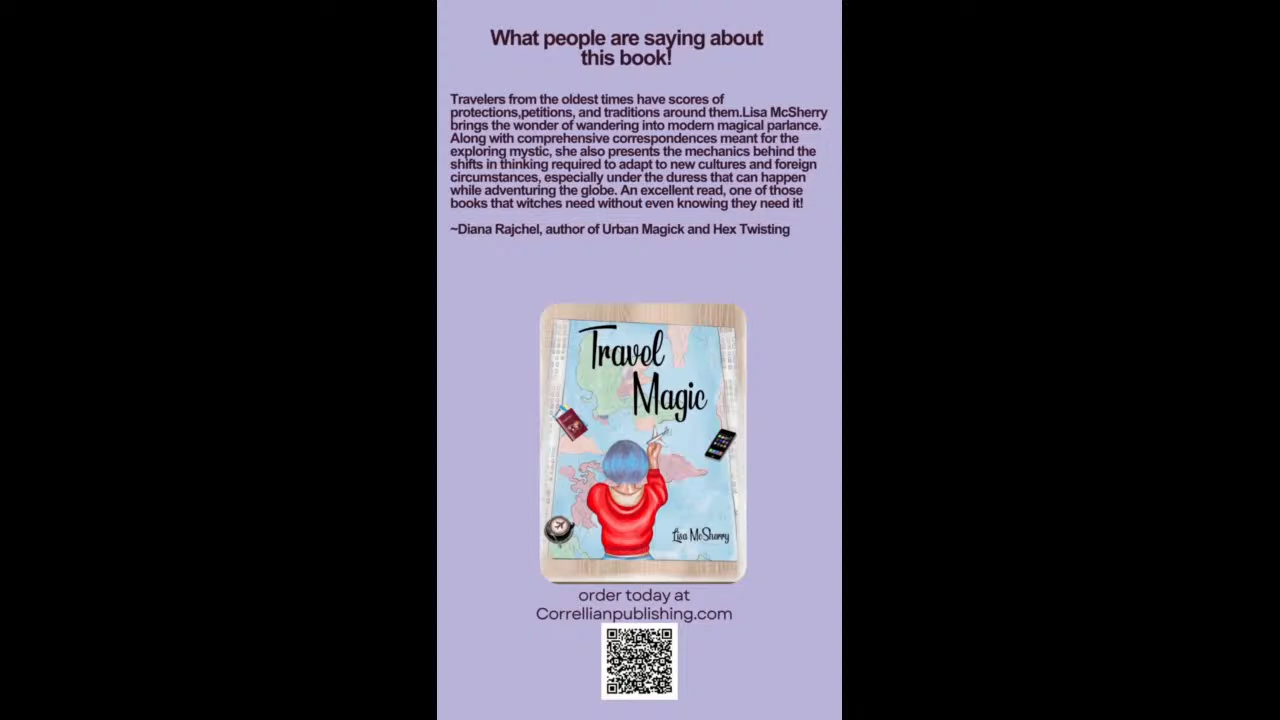 What people are saying about
this book!
Travelers from the oldest times have scores of
protections,petitions, and traditions around them.Lisa McSherry
brings the wonder of wandering into modern magical parlance.
Along with comprehensive correspondences meant for the
exploring mystic, she also presents the mechanics behind the
shifts in thinking required to adapt to new cultures and foreign
circumstances, especially under the duress that can happen
while adventuring the globe. An excellent read, one of those
books that witches need without even knowing they need it!
~Diana Rajchel, author of Urban Magick and Hex Twisting
Travel
Magic
Lisa McSherry
order today at
Correllianpublishing.com